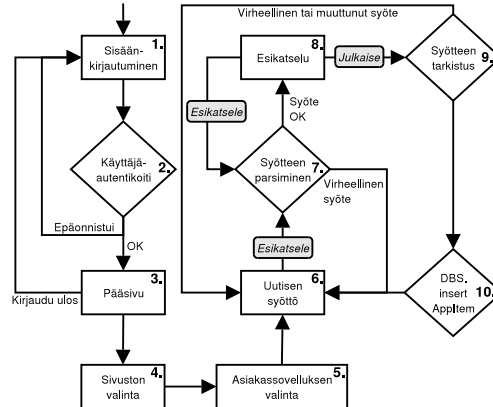 Virheellinen tai muuttunut syöte
1.
Sisään-
kirjautuminen
8.
Esikatselu
Julkaise
Syötteen
tarkistus
9.
Esikatsele
Syöte
OK
Käyttäjä-
autentikoiti
2.
Syötteen
parsiminen
7.
Virheellinen
syöte
Epäonnistui
OK
Esikatsele
3.
Pääsivu
Kirjaudu ulos
6.
Uutisen
syöttö
DBS.
insert
AppItem
10.
4.
Sivuston
valinta
5.
Asiakassovelluksen
valinta